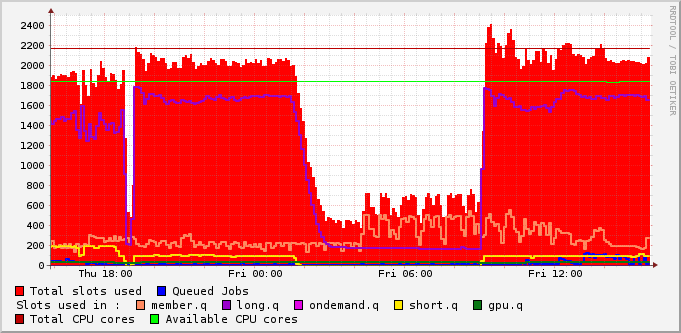 RRDTOOL / TOBI OETIKER
2400
2200
2000
1800
1600
1400
1200
1000
800
600
400
200
0
Thu 18:00 Fri 00:00 Fri 06:00 Fri 12:00
Total slots used Queued Jobs
Slots used in : member.q long.q ondemand.q short.q gpu.q
Total CPU cores Available CPU cores